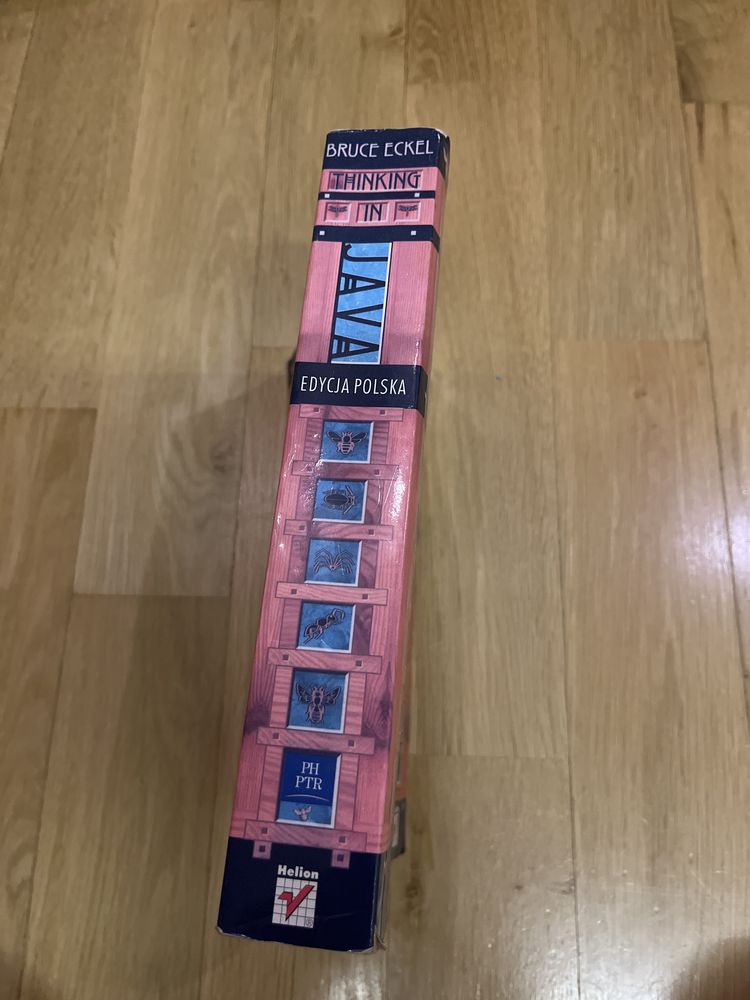 BRUCE ECKEL
THINKING
IN
JAVA
EDYCJA POLSKA
PH
PTR
Helion